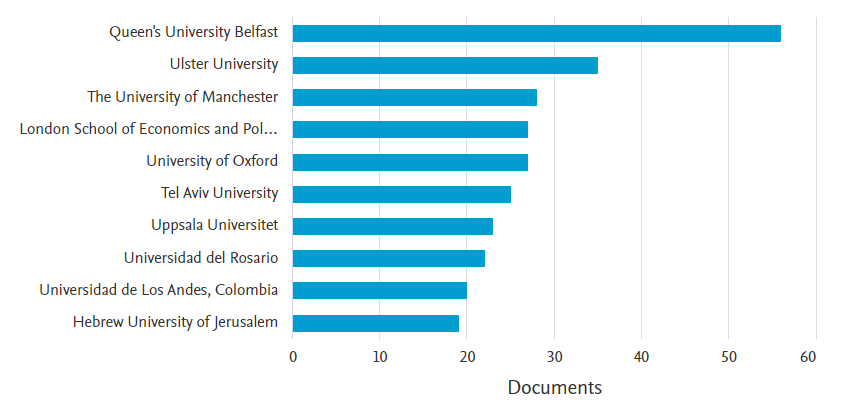 Queen's University Belfast
Ulster University
The University of Manchester
London School of Economics and Pol...
University of Oxford
Tel Aviv University
Uppsala Universitet
Universidad del Rosario
Universidad de Los Andes, Colombia
Hebrew University of Jerusalem
0 10 20 30 40 50 60
Documents